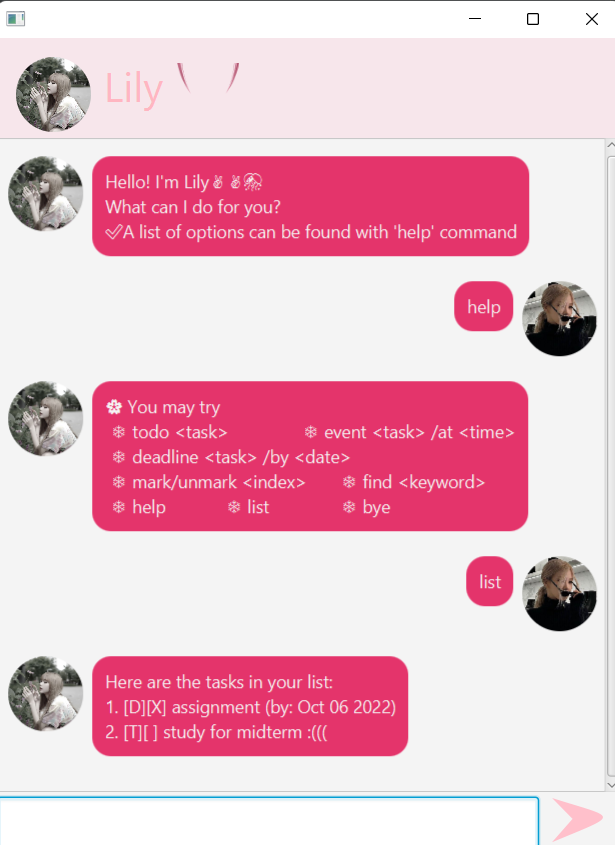 Lily
Hello! I'm Lily✌✌⛈
What can I do for you?
✅A list of options can be found with 'help' command
help
✿ You may try
❄ todo <task> ❄ event <task> /at <time>
❄ deadline <task> /by <date>
❄ mark/unmark <index> ❄ find <keyword>
❄ help ❄ list ❄ bye
list
Here are the tasks in your list:
1. [D][X] assignment (by: Oct 06 2022)
2. [T][ ] study for midterm :(((